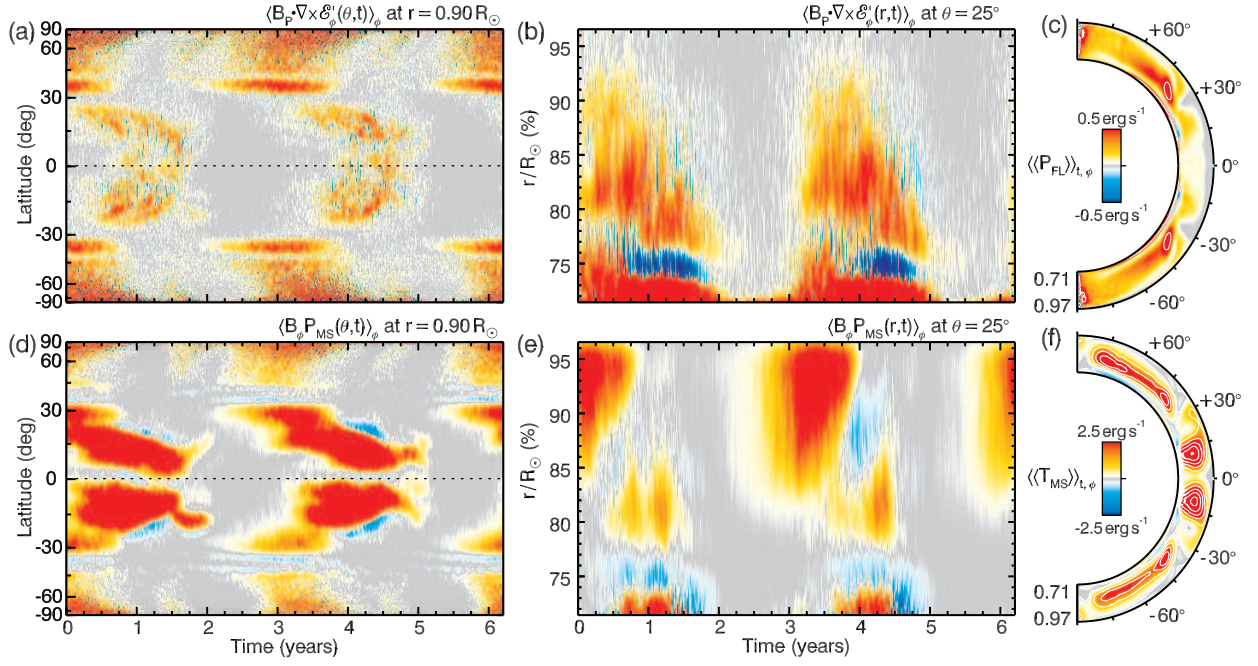 (a)
⟨B_P•∇×ℰ'_ϕ(θ,t)⟩_ϕ at r = 0.90 R_⊙
90
60
30
0
-30
-60
-90
Latitude (deg)
(b)
⟨B_P•∇×ℰ'_ϕ(r,t)⟩_ϕ at θ = 25°
95
90
85
80
75
r/R_⊙ (%)
(c)
+60°
+30°
0°
-30°
-60°
0.5 erg s⁻¹
⟨⟨P_FL⟩⟩_t,ϕ
-0.5 erg s⁻¹
0.71
0.97
(d)
⟨B_ϕ P_MS(θ,t)⟩_ϕ at r = 0.90 R_⊙
90
60
30
0
-30
-60
-90
Latitude (deg)
0 1 2 3 4 5 6
Time (years)
(e)
⟨B_ϕ P_MS(r,t)⟩_ϕ at θ = 25°
95
90
85
80
75
r/R_⊙ (%)
0 1 2 3 4 5 6
Time (years)
(f)
+60°
+30°
0°
-30°
-60°
2.5 erg s⁻¹
⟨⟨T_MS⟩⟩_t,ϕ
-2.5 erg s⁻¹
0.71
0.97